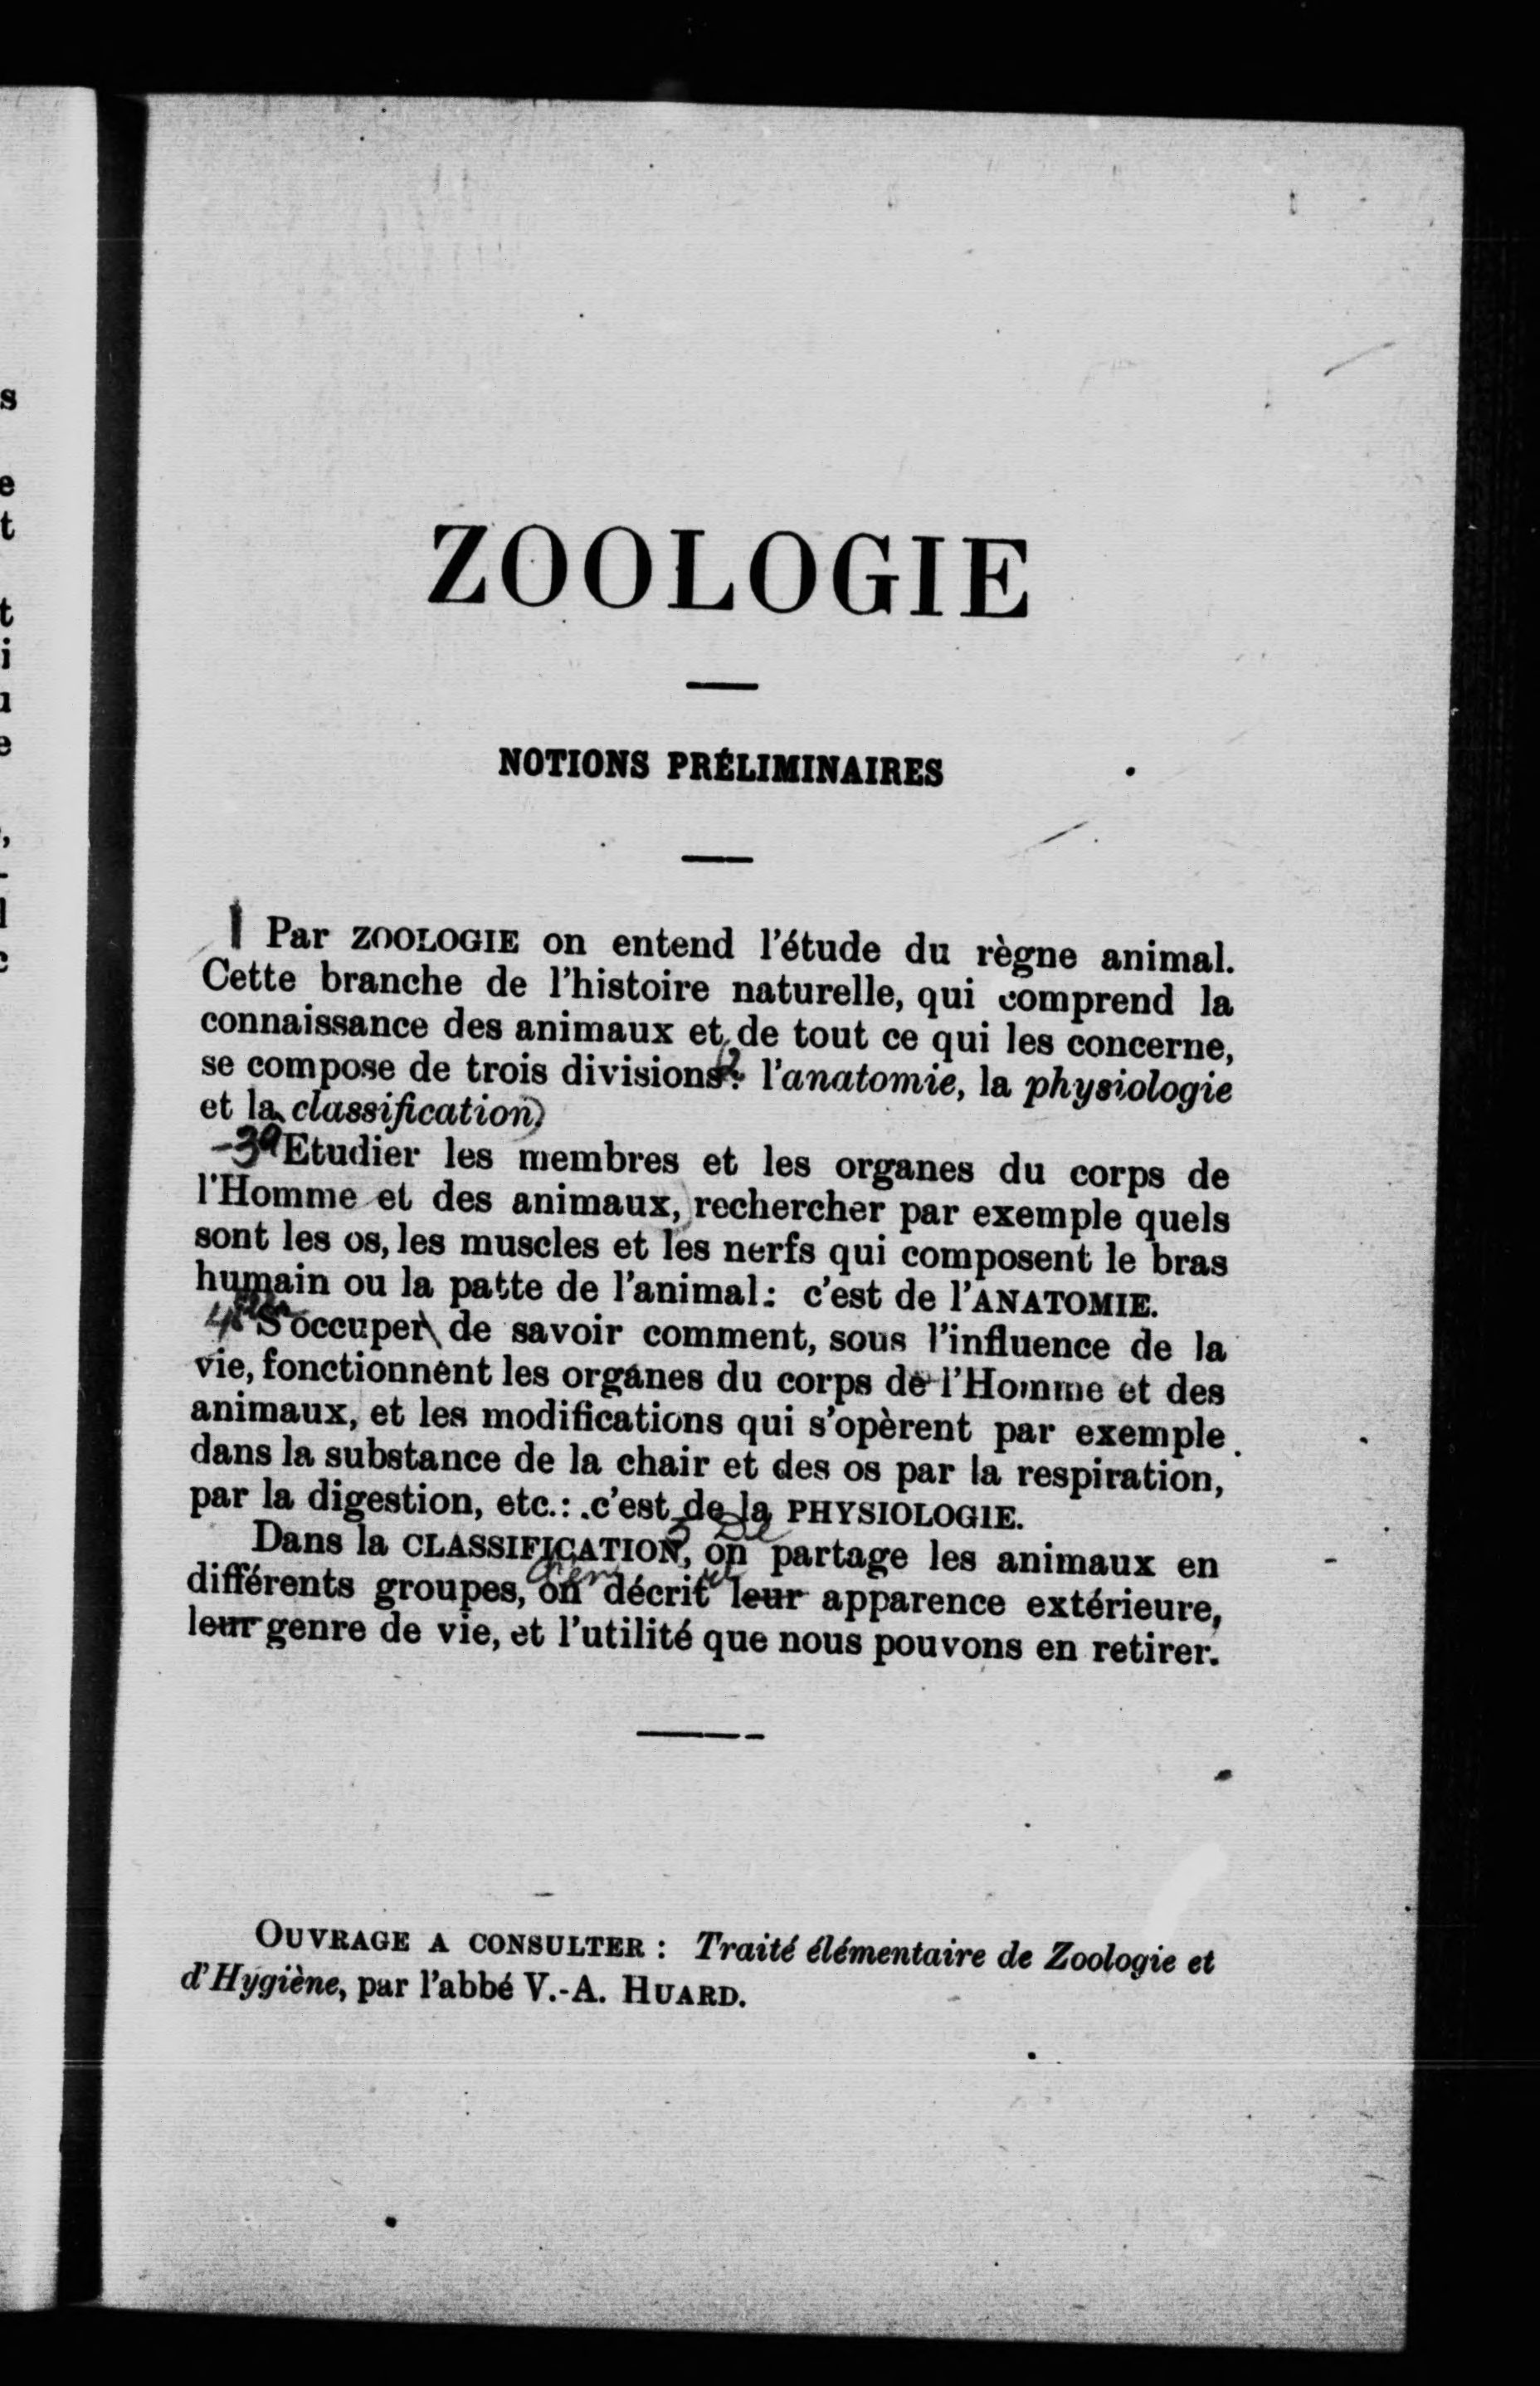 ZOOLOGIE
NOTIONS PRÉLIMINAIRES
1 Par ZOOLOGIE on entend l'étude du règne animal.
Cette branche de l'histoire naturelle, qui comprend la
connaissance des animaux et de tout ce qui les concerne,
se compose de trois divisions: l'anatomie, la physiologie
et la classification)
-3 Etudier les membres et les organes du corps de
l'Homme et des animaux, rechercher par exemple quels
sont les os, les muscles et les nerfs qui composent le bras
humain ou la patte de l'animal: c'est de l'ANATOMIE.
4 S'occuper de savoir comment, sous l'influence de la
vie, fonctionnent les organes du corps de l'Homme et des
animaux, et les modifications qui s'opèrent par exemple
dans la substance de la chair et des os par la respiration,
par la digestion, etc.: c'est de la PHYSIOLOGIE.
Dans la CLASSIFICATION, on partage les animaux en
différents groupes, on décrit leur apparence extérieure,
leur genre de vie, et l'utilité que nous pouvons en retirer.
OUVRAGE A CONSULTER : Traité élémentaire de Zoologie et
d'Hygiène, par l'abbé V.-A. HUARD.